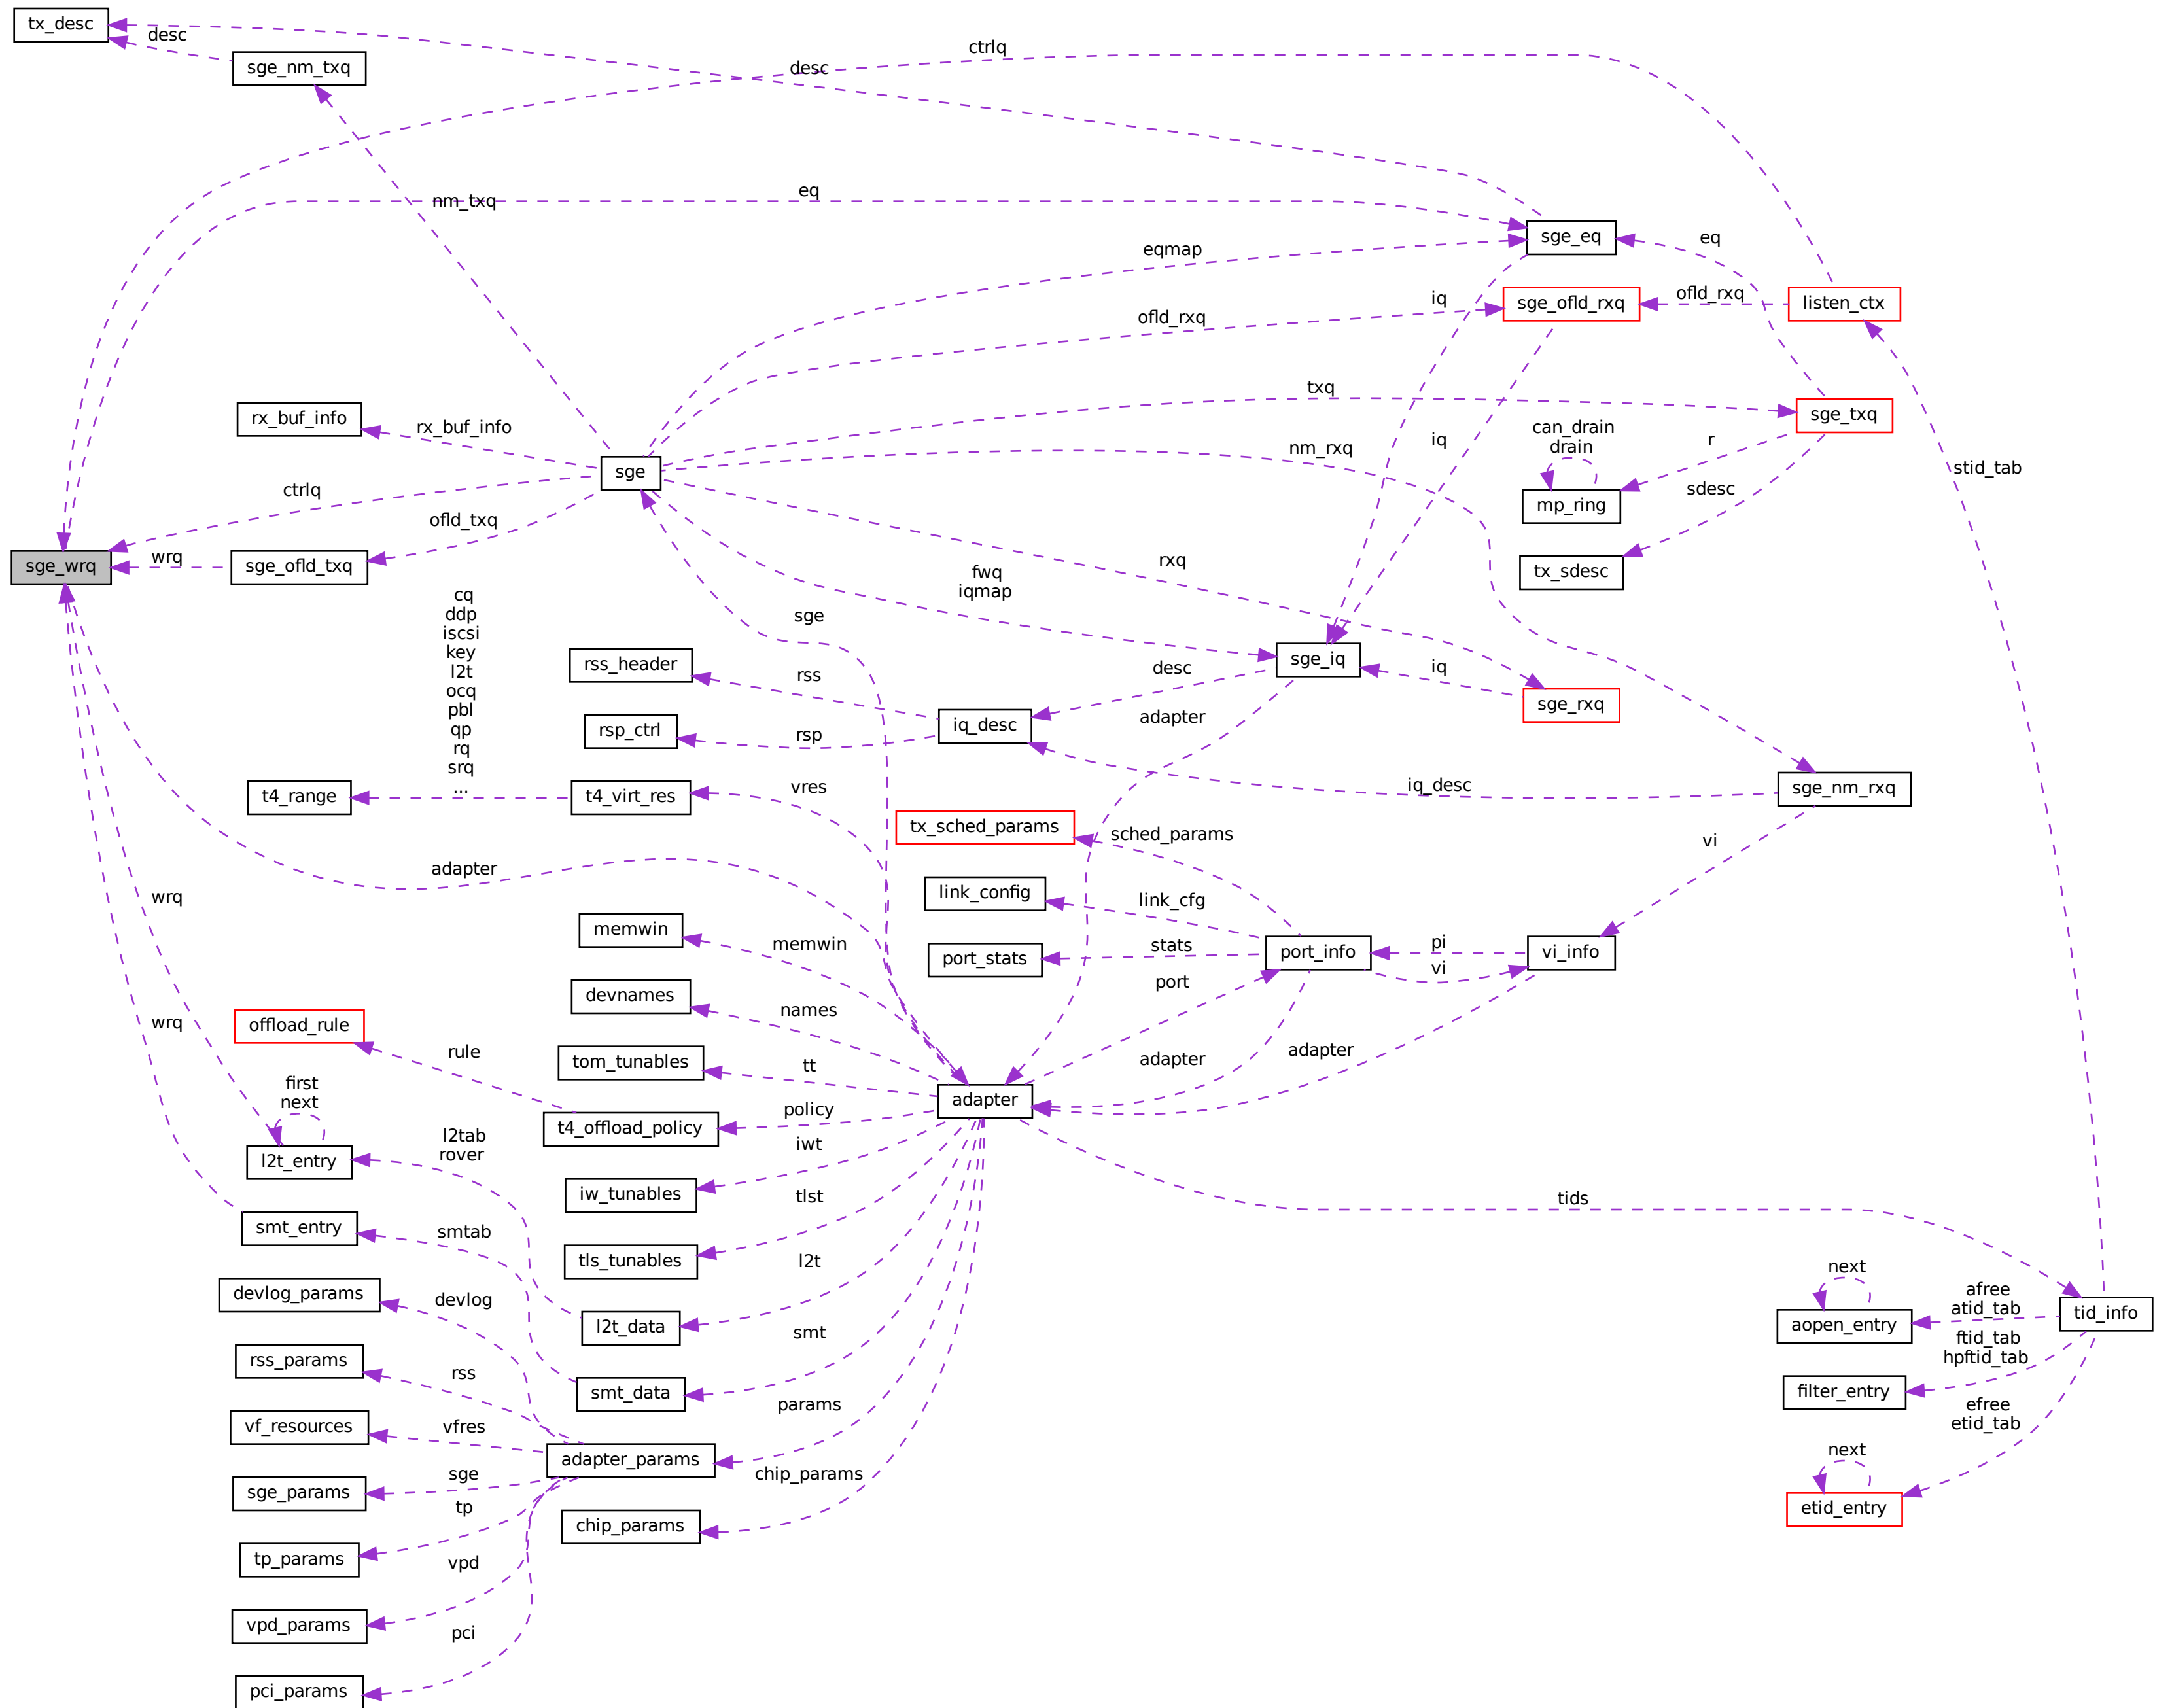 tx_desc
desc
ctrlq
sge_nm_txq
desc
nm_txq
eq
sge_eq
eq
eqmap
iq
sge_ofld_rxq
ofld_rxq
listen_ctx
ofld_rxq
txq
sge_txq
rx_buf_info
rx_buf_info
can_drain
drain
r
iq
nm_rxq
stid_tab
sge
ctrlq
sdesc
mp_ring
ofld_txq
sge_wrq
wrq
sge_ofld_txq
rxq
tx_sdesc
fwq
iqmap
cq
ddp
iscsi
key
l2t
ocq
pbl
qp
rq
srq
...
sge
rss_header
rss
sge_iq
desc
iq
sge_rxq
adapter
rsp_ctrl
rsp
iq_desc
t4_range
t4_virt_res
vres
iq_desc
sge_nm_rxq
tx_sched_params
sched_params
vi
adapter
wrq
link_config
link_cfg
memwin
memwin
port_stats
stats
port_info
pi
vi
vi_info
devnames
names
port
offload_rule
wrq
rule
tom_tunables
tt
adapter
adapter
first
next
adapter
l2t_entry
l2tab
rover
t4_offload_policy
policy
iwt
iw_tunables
tlst
tids
smt_entry
smtab
tls_tunables
l2t
next
devlog_params
devlog
l2t_data
smt
aopen_entry
afree
atid_tab
tid_info
ftid_tab
hpftid_tab
rss_params
rss
smt_data
params
filter_entry
efree
etid_tab
vf_resources
vfres
adapter_params
next
sge_params
sge
chip_params
etid_entry
tp
chip_params
tp_params
vpd
vpd_params
pci
pci_params